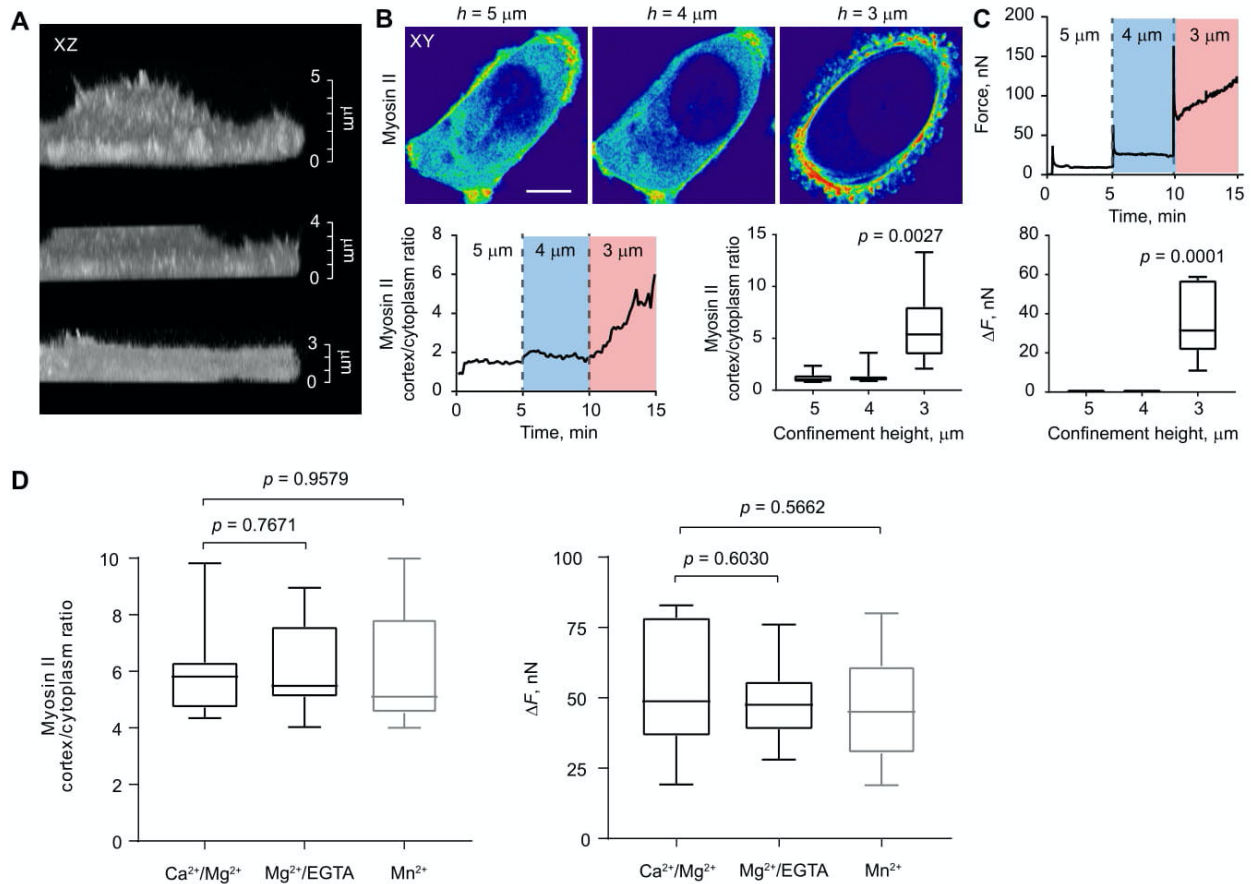 A
XZ
5
μm
0
4
μm
0
3
μm
0
B
h = 5 μm
h = 4 μm
h = 3 μm
XY
Myosin II
8
6
4
2
0
Myosin II
cortex/cytoplasm ratio
5 μm
4 μm
3 μm
0
5
10
15
Time, min
15
10
5
0
Myosin II
cortex/cytoplasm ratio
p = 0.0027
5
4
3
Confinement height, μm
C
200
150
100
50
0
Force, nN
5 μm
4 μm
3 μm
0
5
10
15
Time, min
80
60
40
20
0
ΔF, nN
p = 0.0001
5
4
3
Confinement height, μm
D
p = 0.9579
p = 0.7671
10
8
6
4
2
0
Myosin II
cortex/cytoplasm ratio
Ca²⁺/Mg²⁺
Mg²⁺/EGTA
Mn²⁺
p = 0.5662
p = 0.6030
100
75
50
25
0
ΔF, nN
Ca²⁺/Mg²⁺
Mg²⁺/EGTA
Mn²⁺